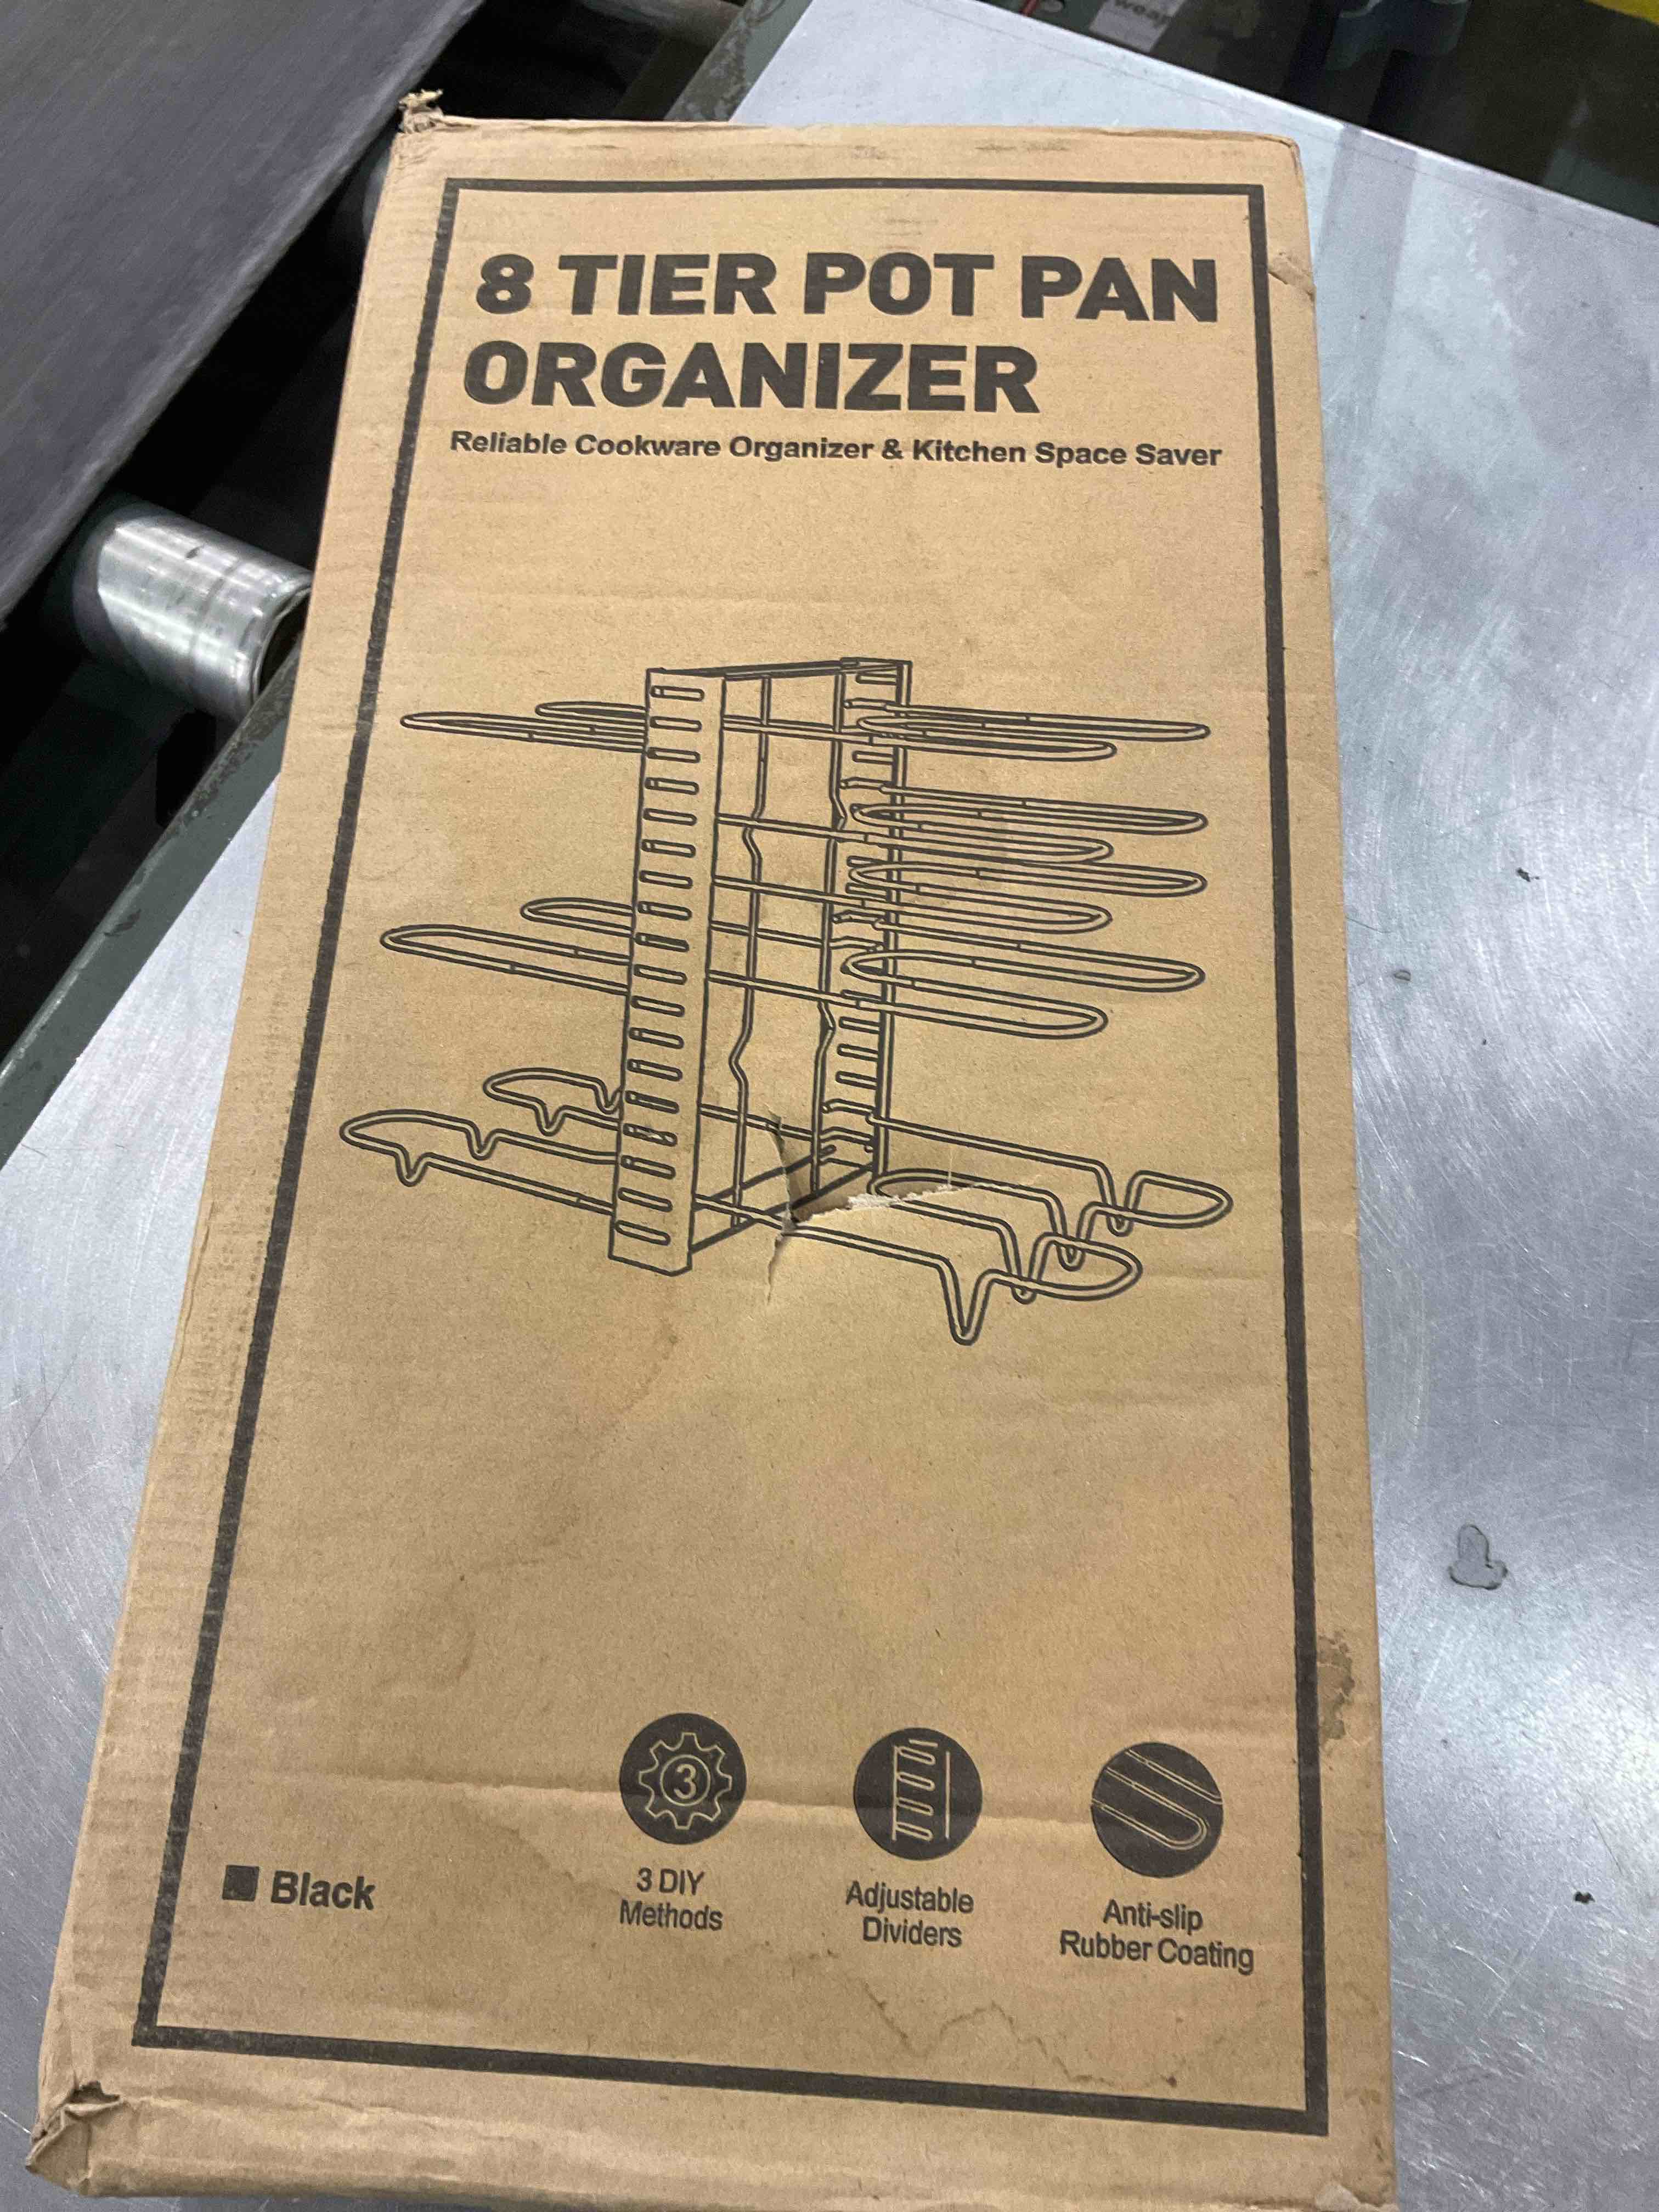 8 TIER POT PAN
ORGANIZER
Reliable Cookware Organizer & Kitchen Space Saver
3
Black
3 DIY
Methods
Adjustable
Dividers
Anti-slip
Rubber Coating